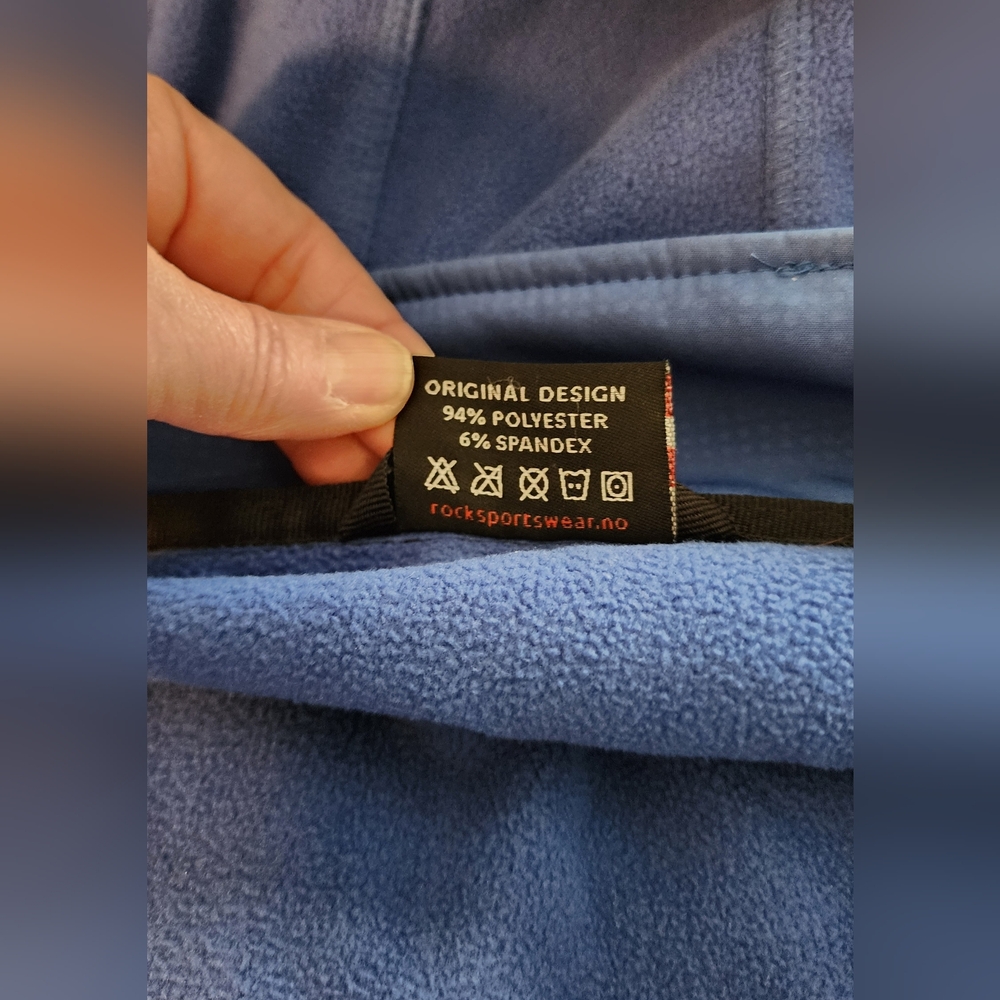 ORIGINAL DESIGN
94% POLYESTER
6% SPANDEX
rocksportswear.no